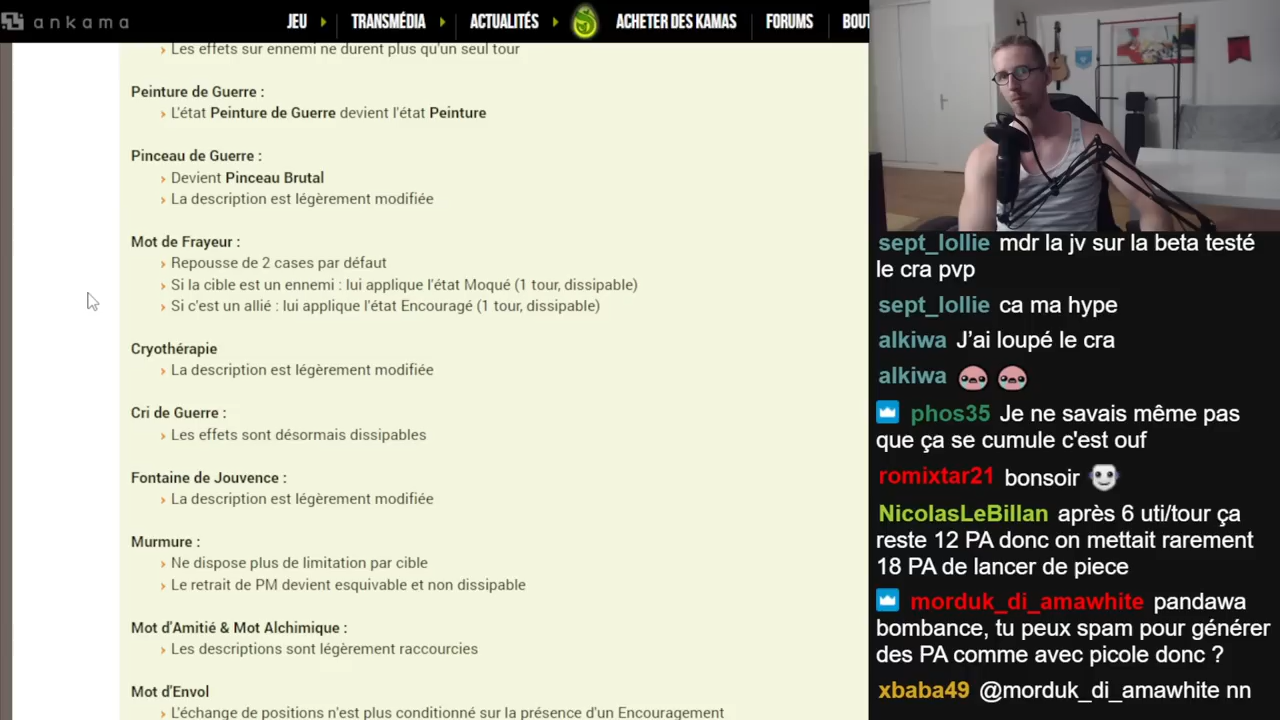 ankama
JEU
TRANSMÉDIA
ACTUALITÉS
ACHETER DES KAMAS
FORUMS
BOUT
Les effets sur ennemi ne durent plus qu'un seul tour
Peinture de Guerre :
L'état Peinture de Guerre devient l'état Peinture
Pinceau de Guerre :
Devient Pinceau Brutal
La description est légèrement modifiée
Mot de Frayeur :
Repousse de 2 cases par défaut
Si la cible est un ennemi : lui applique l'état Moqué (1 tour, dissipable)
Si c'est un allié : lui applique l'état Encouragé (1 tour, dissipable)
Cryothérapie
La description est légèrement modifiée
Cri de Guerre :
Les effets sont désormais dissipables
Fontaine de Jouvence :
La description est légèrement modifiée
Murmure :
Ne dispose plus de limitation par cible
Le retrait de PM devient esquivable et non dissipable
Mot d'Amitié & Mot Alchimique :
Les descriptions sont légèrement raccourcies
Mot d'Envol
L'échange de positions n'est plus conditionné sur la présence d'un Encouragement
sept_lollie mdr la jv sur la beta testé
le cra pvp
sept_lollie ca ma hype
alkiwa J'ai loupé le cra
alkiwa
phos35 Je ne savais même pas
que ça se cumule c'est ouf
romixtar21 bonsoir
NicolasLeBillan après 6 uti/tour ça
reste 12 PA donc on mettait rarement
18 PA de lancer de piece
morduk_di_amawhite pandawa
bombance, tu peux spam pour générer
des PA comme avec picole donc ?
xbaba49 @morduk_di_amawhite nn